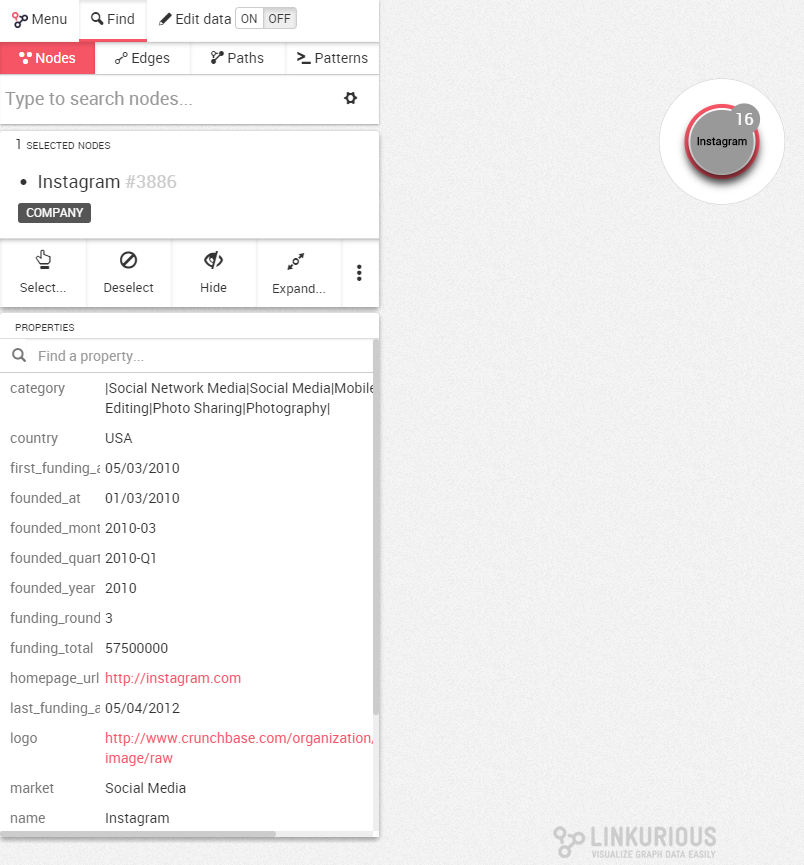 Menu Find Edit data ON OFF
Nodes Edges Paths Patterns
Type to search nodes...
1 SELECTED NODES
• Instagram #3886
COMPANY
Select... Deselect Hide Expand...
PROPERTIES
Find a property...
category |Social Network Media|Social Media|Mobile
Editing|Photo Sharing|Photography|
country USA
first_funding_a 05/03/2010
founded_at 01/03/2010
founded_mont 2010-03
founded_quart 2010-Q1
founded_year 2010
funding_round 3
funding_total 57500000
homepage_url http://instagram.com
last_funding_a 05/04/2012
logo http://www.crunchbase.com/organization/
image/raw
market Social Media
name Instagram
16
Instagram
LINKURIOUS
VISUALIZE GRAPH DATA EASILY